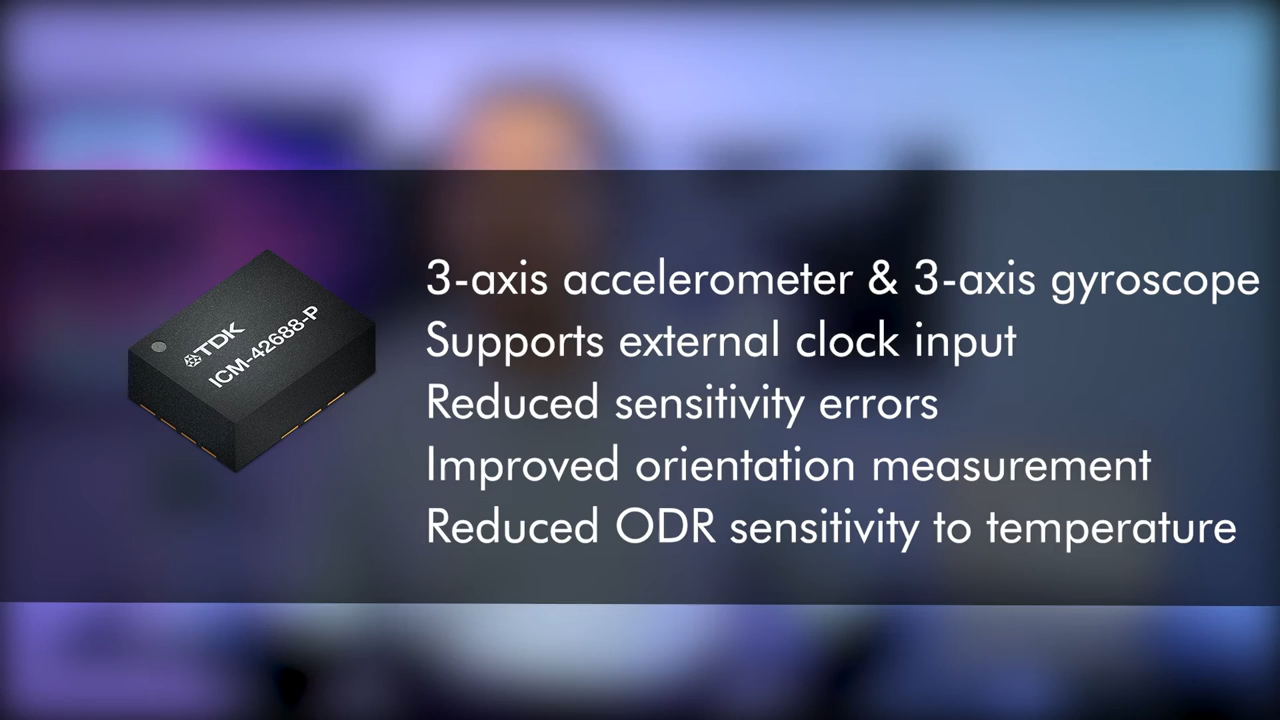 TDK
ICM-42688-P
3-axis accelerometer & 3-axis gyroscope
Supports external clock input
Reduced sensitivity errors
Improved orientation measurement
Reduced ODR sensitivity to temperature